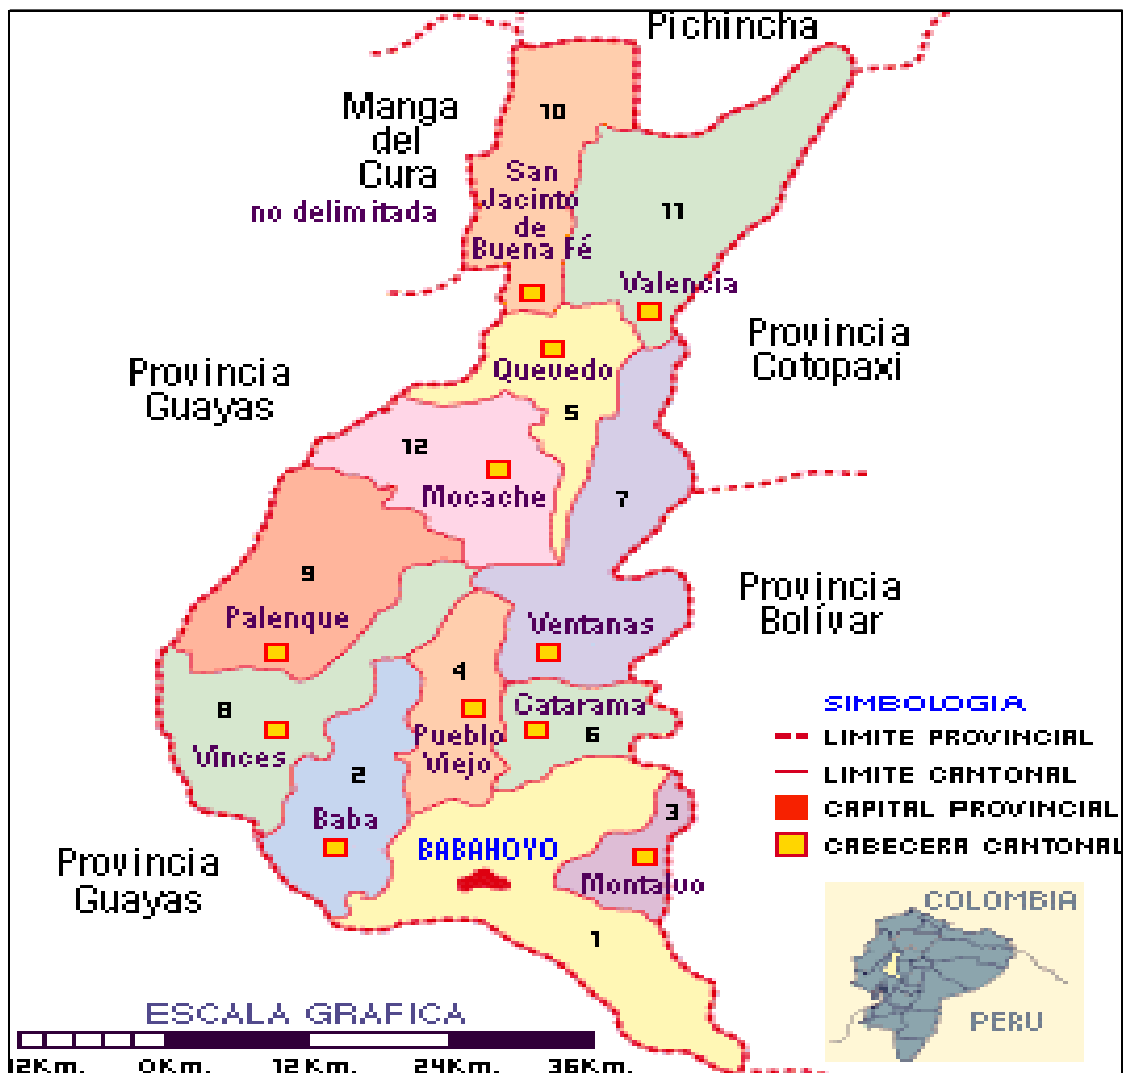 Pichincha
Manga
del
Cura
no delimitada
10
San
Jacinto
de
Buena Fé
11
Valencia
Provincia
Cotopaxi
Provincia
Guayas
Quevedo
5
12
Mocache
7
9
Palenque
Provincia
Bolívar
Ventanas
4
Pueblo
Viejo
Catarama
6
8
Vinces
2
Baba
3
BABAHOYO
Montalvo
1
Provincia
Guayas
SIMBOLOGIA
LIMITE PROVINCIAL
LIMITE CANTONAL
CAPITAL PROVINCIAL
CABECERA CANTONAL
COLOMBIA
PERU
ESCALA GRAFICA
12Km. 0Km. 12Km. 24Km. 36Km.